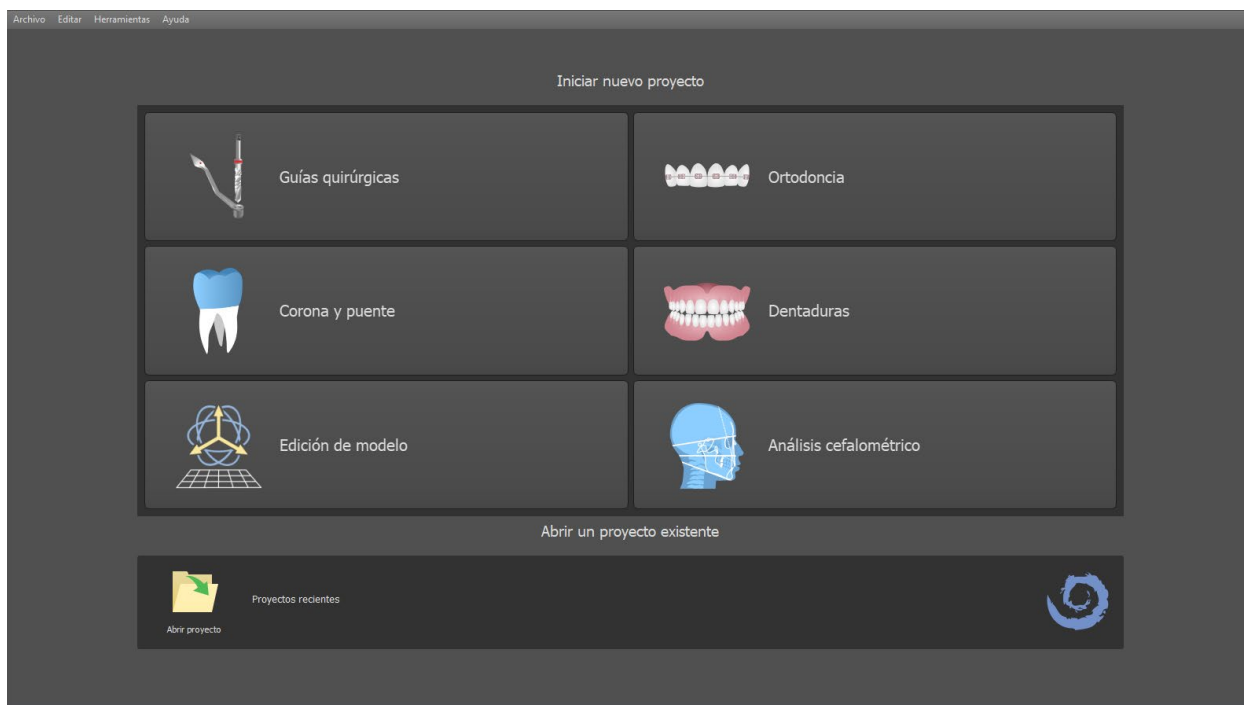 Archivo Editar Herramientas Ayuda
Iniciar nuevo proyecto
Guías quirúrgicas
Ortodoncia
Corona y puente
Dentaduras
Edición de modelo
Análisis cefalométrico
Abrir un proyecto existente
Proyectos recientes
Abrir proyecto